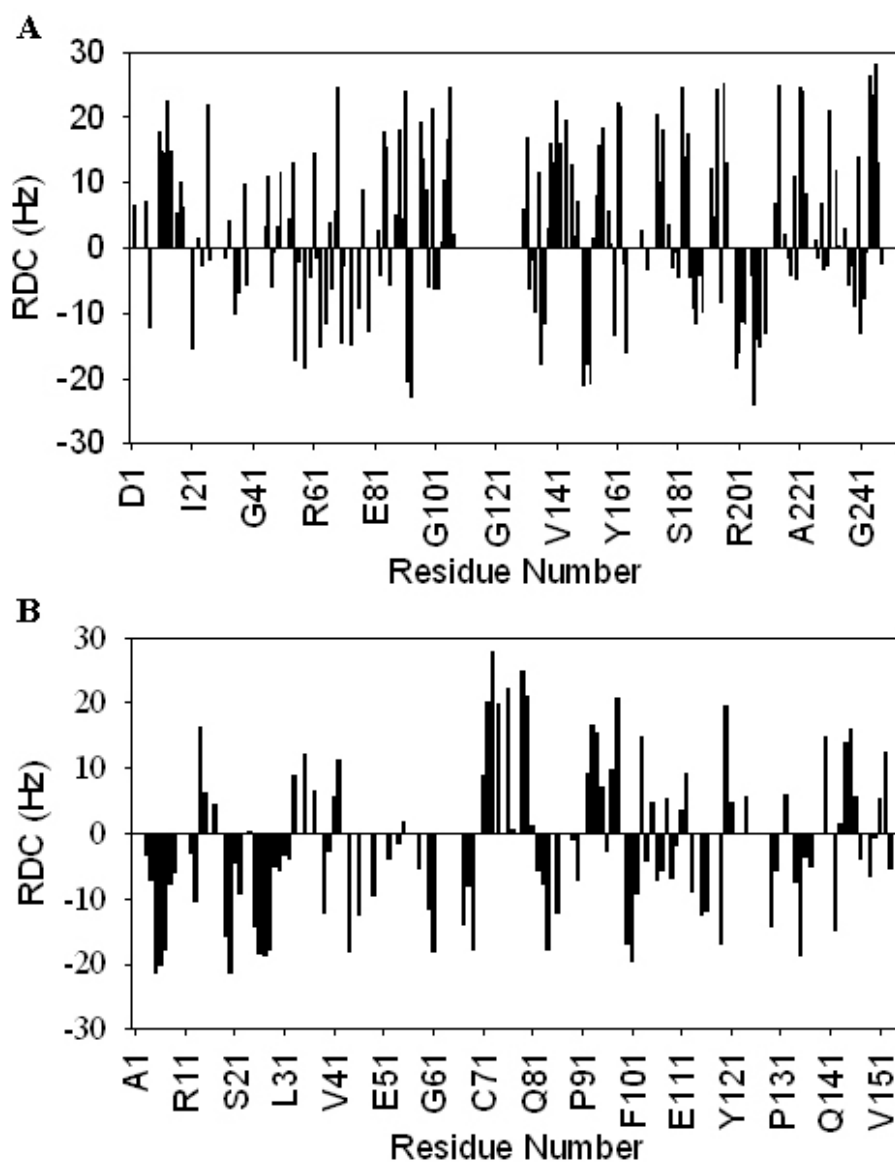 A
RDC (Hz)
30
20
10
0
-10
-20
-30
D1 I21 G41 R61 E81 G101 G121 V141 Y161 S181 R201 A221 G241
Residue Number
B
RDC (Hz)
30
20
10
0
-10
-20
-30
A1 R11 S21 L31 V41 E51 G61 C71 Q81 P91 F101 E111 Y121 P131 Q141 V151
Residue Number